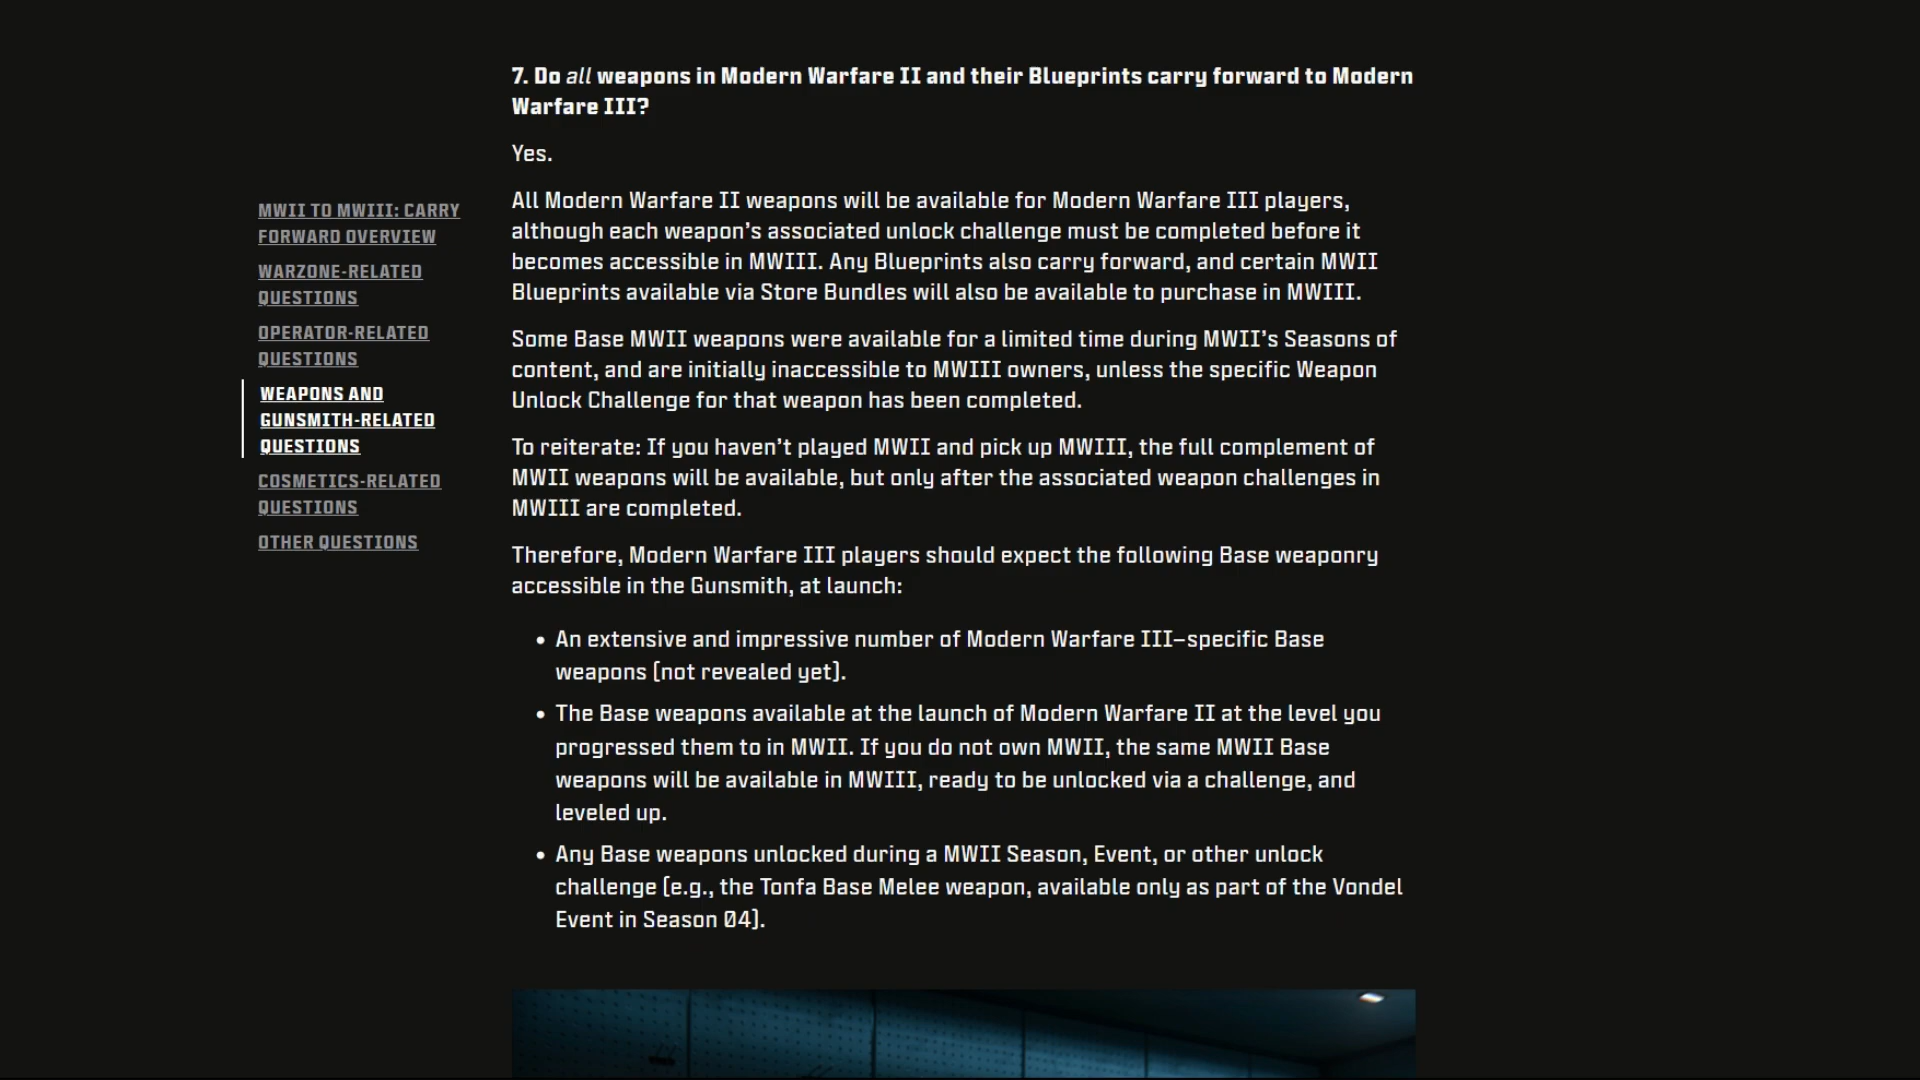 7. Do all weapons in Modern Warfare II and their Blueprints carry forward to Modern
Warfare III?
Yes.
All Modern Warfare II weapons will be available for Modern Warfare III players,
although each weapon’s associated unlock challenge must be completed before it
becomes accessible in MWIII. Any Blueprints also carry forward, and certain MWII
Blueprints available via Store Bundles will also be available to purchase in MWIII.
Some Base MWII weapons were available for a limited time during MWII’s Seasons of
content, and are initially inaccessible to MWIII owners, unless the specific Weapon
Unlock Challenge for that weapon has been completed.
To reiterate: If you haven’t played MWII and pick up MWIII, the full complement of
MWII weapons will be available, but only after the associated weapon challenges in
MWIII are completed.
Therefore, Modern Warfare III players should expect the following Base weaponry
accessible in the Gunsmith, at launch:
• An extensive and impressive number of Modern Warfare III–specific Base
weapons (not revealed yet).
• The Base weapons available at the launch of Modern Warfare II at the level you
progressed them to in MWII. If you do not own MWII, the same MWII Base
weapons will be available in MWIII, ready to be unlocked via a challenge, and
leveled up.
• Any Base weapons unlocked during a MWII Season, Event, or other unlock
challenge (e.g., the Tonfa Base Melee weapon, available only as part of the Vondel
Event in Season 04).
MWII TO MWIII: CARRY
FORWARD OVERVIEW
WARZONE-RELATED
QUESTIONS
OPERATOR-RELATED
QUESTIONS
WEAPONS AND
GUNSMITH-RELATED
QUESTIONS
COSMETICS-RELATED
QUESTIONS
OTHER QUESTIONS